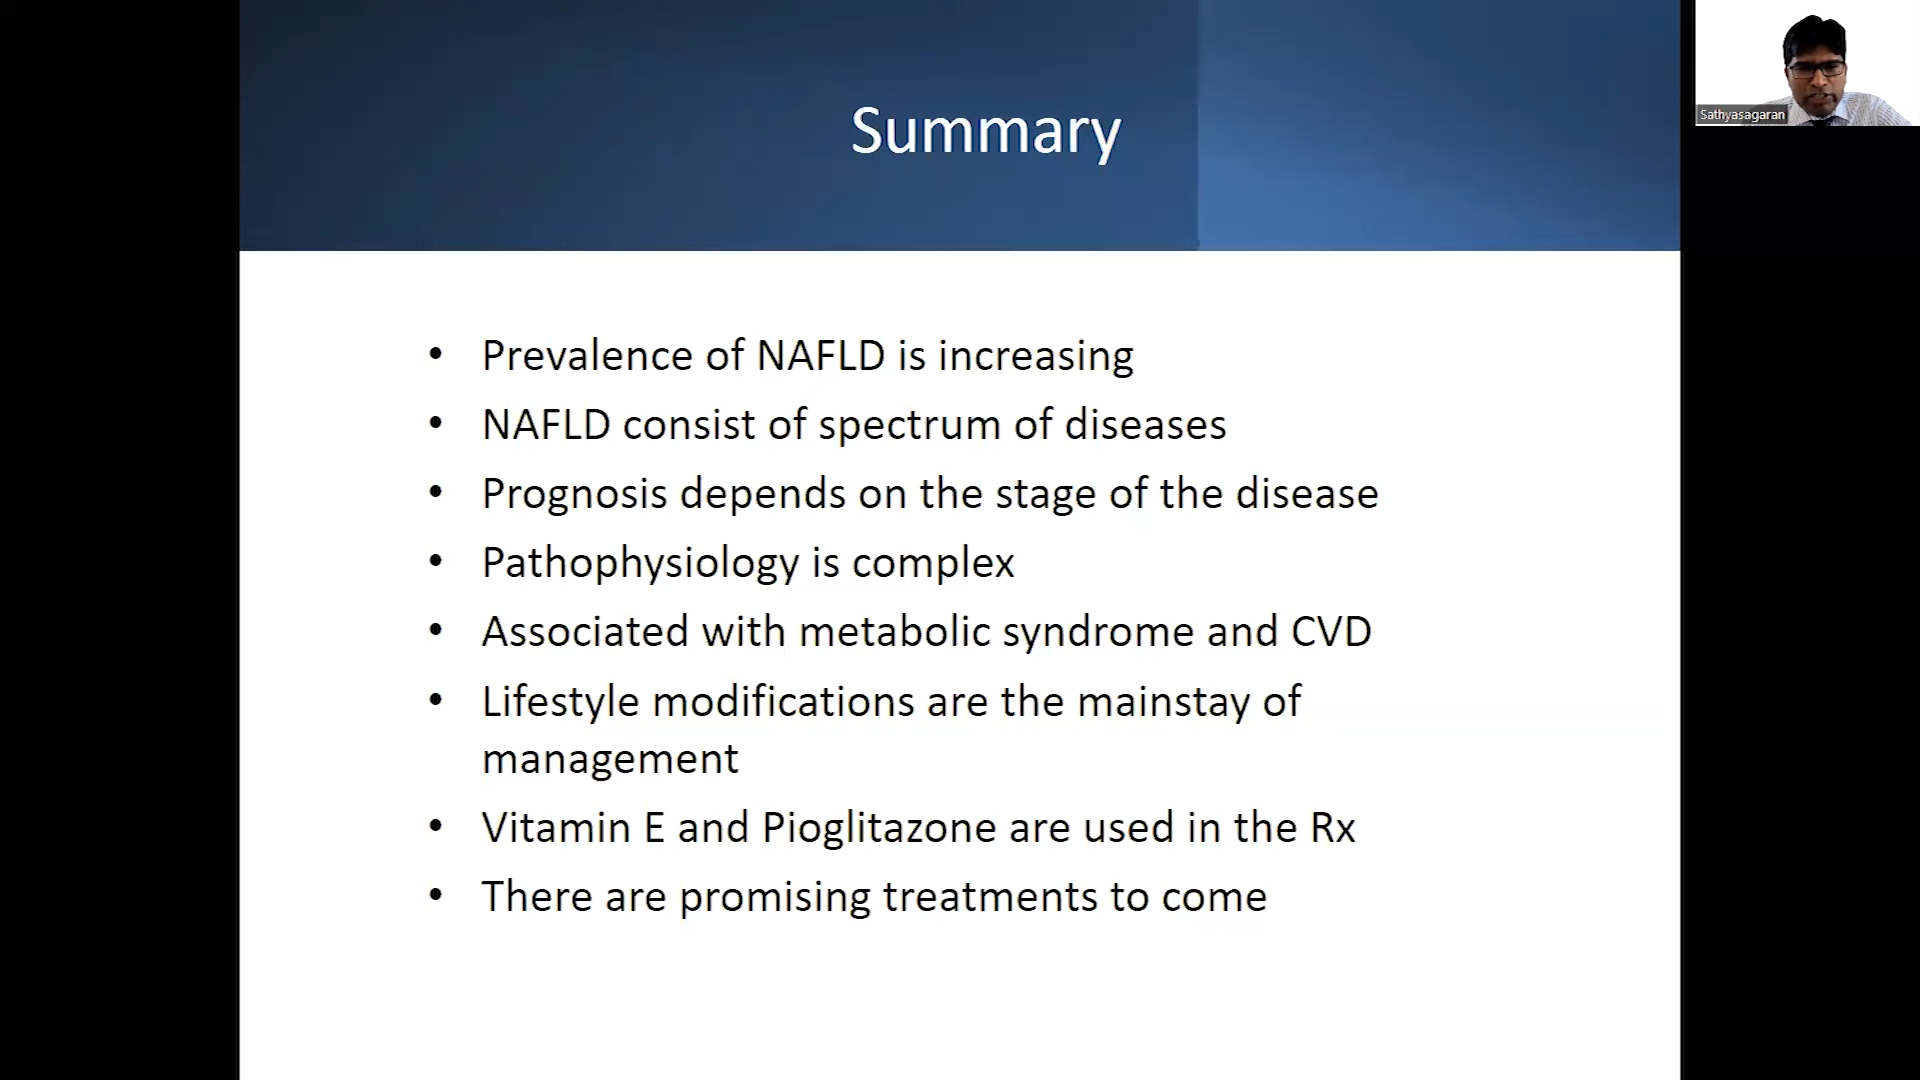 Summary
Sathyasagaran
• Prevalence of NAFLD is increasing
• NAFLD consist of spectrum of diseases
• Prognosis depends on the stage of the disease
• Pathophysiology is complex
• Associated with metabolic syndrome and CVD
• Lifestyle modifications are the mainstay of
management
• Vitamin E and Pioglitazone are used in the Rx
• There are promising treatments to come